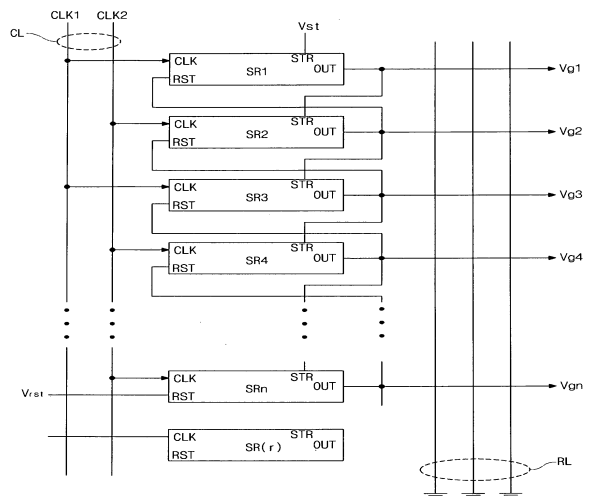 CLK1 CLK2
CL
Vst
CLK STR
SR1 OUT
RST
Vg1
CLK STR
SR2 OUT
RST
Vg2
CLK STR
SR3 OUT
RST
Vg3
CLK STR
SR4 OUT
RST
Vg4
CLK STR
SRn OUT
Vrst RST
Vgn
CLK STR
SR(r) OUT
RST
RL